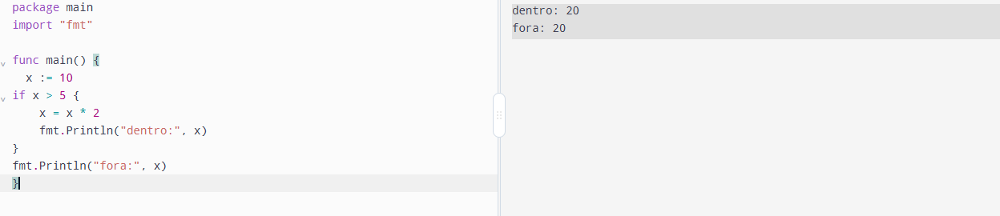 package main
import "fmt"
func main() {
x := 10
if x > 5 {
x = x * 2
fmt.Println("dentro:", x)
}
fmt.Println("fora:", x)
}
dentro: 20
fora: 20